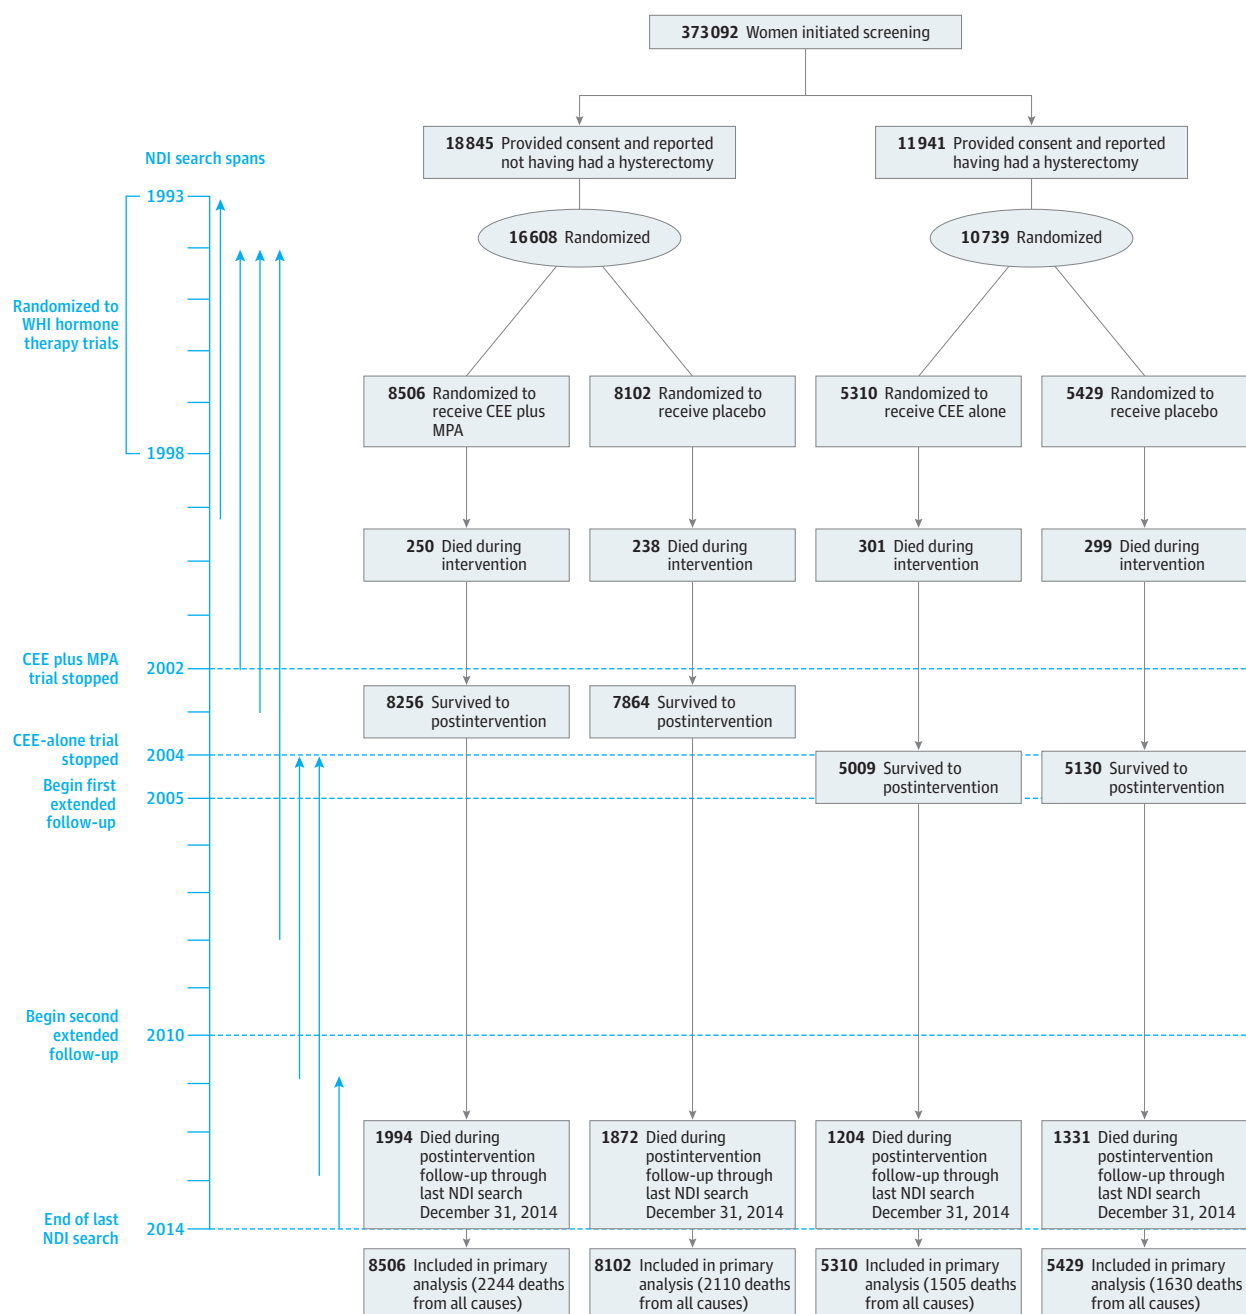 373 092 Women initiated screening
18 845 Provided consent and reported
not having had a hysterectomy
11 941 Provided consent and reported
having had a hysterectomy
NDI search spans
1993
16 608 Randomized
10 739 Randomized
Randomized to
WHI hormone
therapy trials
8506 Randomized to
receive CEE plus
MPA
8102 Randomized to
receive placebo
5310 Randomized to
receive CEE alone
5429 Randomized to
receive placebo
1998
250 Died during
intervention
238 Died during
intervention
301 Died during
intervention
299 Died during
intervention
CEE plus MPA
trial stopped
2002
8256 Survived to
postintervention
7864 Survived to
postintervention
CEE-alone trial
stopped
2004
5009 Survived to
postintervention
5130 Survived to
postintervention
Begin first
extended
follow-up
2005
Begin second
extended
follow-up
2010
1994 Died during
postintervention
follow-up through
last NDI search
December 31, 2014
1872 Died during
postintervention
follow-up through
last NDI search
December 31, 2014
1204 Died during
postintervention
follow-up through
last NDI search
December 31, 2014
1331 Died during
postintervention
follow-up through
last NDI search
December 31, 2014
End of last
NDI search
2014
8506 Included in primary
analysis (2244 deaths
from all causes)
8102 Included in primary
analysis (2110 deaths
from all causes)
5310 Included in primary
analysis (1505 deaths
from all causes)
5429 Included in primary
analysis (1630 deaths
from all causes)